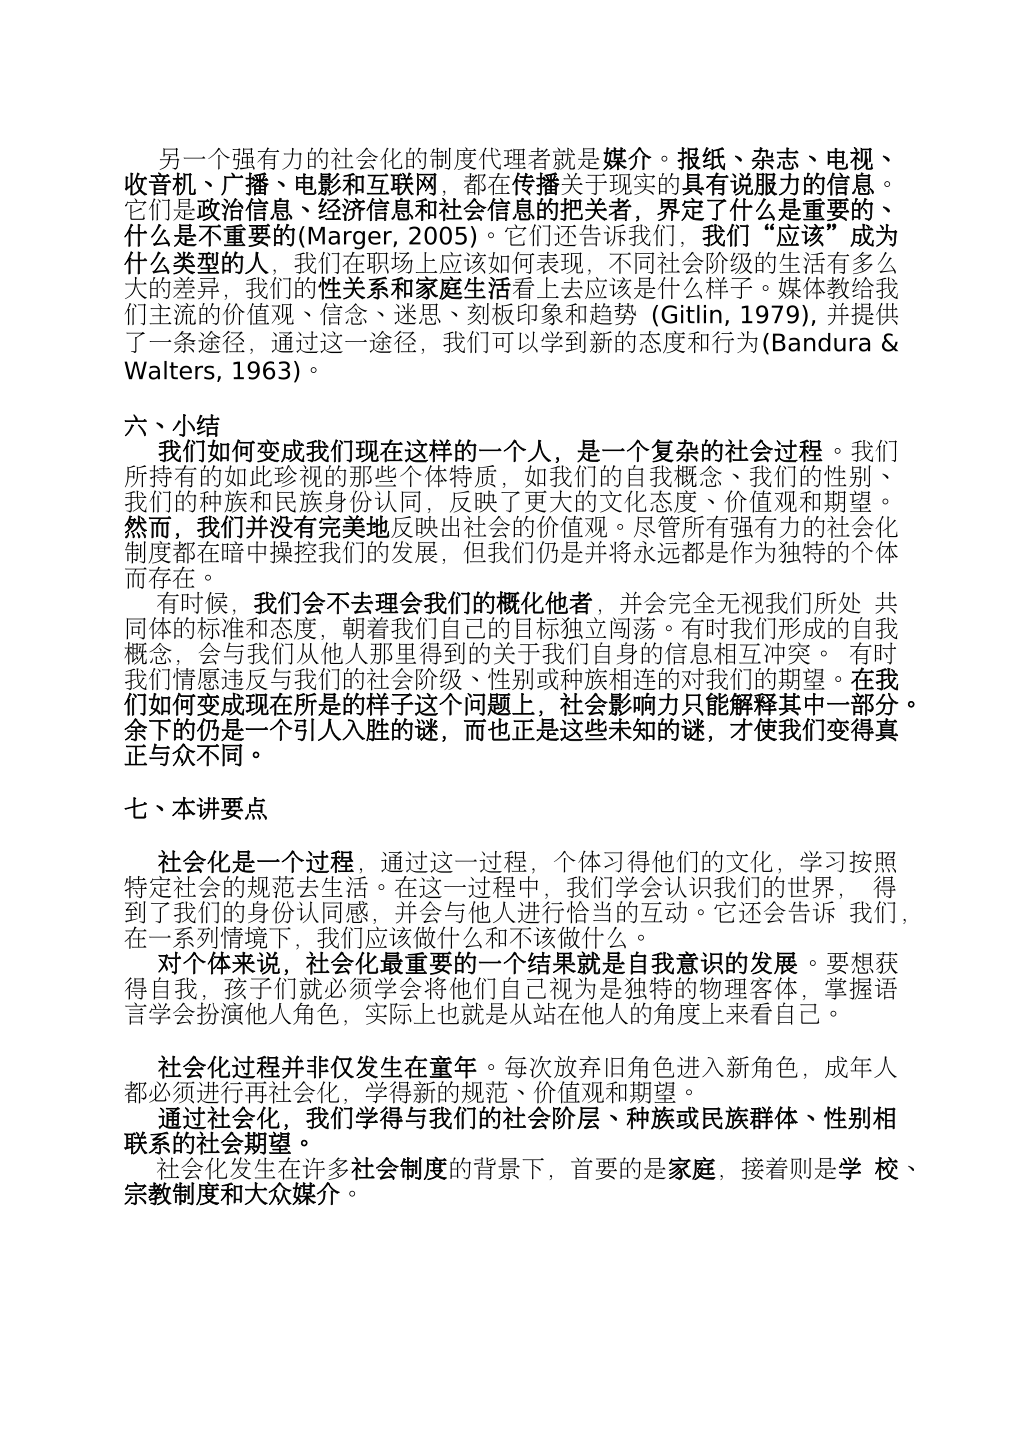 另一个强有力的社会化的制度代理者就是媒介。报纸、杂志、电视、
收音机、广播、电影和互联网，都在传播关于现实的具有说服力的信息。
它们是政治信息、经济信息和社会信息的把关者，界定了什么是重要的、
什么是不重要的(Marger, 2005)。它们还告诉我们，我们“应该”成为
什么类型的人，我们在职场上应该如何表现，不同社会阶级的生活有多么
大的差异，我们的性关系和家庭生活看上去应该是什么样子。媒体教给我
们主流的价值观、信念、迷思、刻板印象和趋势 (Gitlin, 1979), 并提供
了一条途径，通过这一途径，我们可以学到新的态度和行为(Bandura &
Walters, 1963)。
六、小结
我们如何变成我们现在这样的一个人，是一个复杂的社会过程。我们
所持有的如此珍视的那些个体特质，如我们的自我概念、我们的性别、
我们的种族和民族身份认同，反映了更大的文化态度、价值观和期望。
然而，我们并没有完美地反映出社会的价值观。尽管所有强有力的社会化
制度都在暗中操控我们的发展，但我们仍是并将永远都是作为独特的个体
而存在。
有时候，我们会不去理会我们的概化他者，并会完全无视我们所处 共
同体的标准和态度，朝着我们自己的目标独立闯荡。有时我们形成的自我
概念，会与我们从他人那里得到的关于我们自身的信息相互冲突。 有时
我们情愿违反与我们的社会阶级、性别或种族相连的对我们的期望。在我
们如何变成现在所是的样子这个问题上，社会影响力只能解释其中一部分。
余下的仍是一个引人入胜的谜，而也正是这些未知的谜，才使我们变得真
正与众不同。
七、本讲要点
社会化是一个过程，通过这一过程，个体习得他们的文化，学习按照
特定社会的规范去生活。在这一过程中，我们学会认识我们的世界， 得
到了我们的身份认同感，并会与他人进行恰当的互动。它还会告诉 我们，
在一系列情境下，我们应该做什么和不该做什么。
对个体来说，社会化最重要的一个结果就是自我意识的发展。要想获
得自我，孩子们就必须学会将他们自己视为是独特的物理客体，掌握语
言学会扮演他人角色，实际上也就是从站在他人的角度上来看自己。
社会化过程并非仅发生在童年。每次放弃旧角色进入新角色，成年人
都必须进行再社会化，学得新的规范、价值观和期望。
通过社会化，我们学得与我们的社会阶层、种族或民族群体、性别相
联系的社会期望。
社会化发生在许多社会制度的背景下，首要的是家庭，接着则是学 校、
宗教制度和大众媒介。